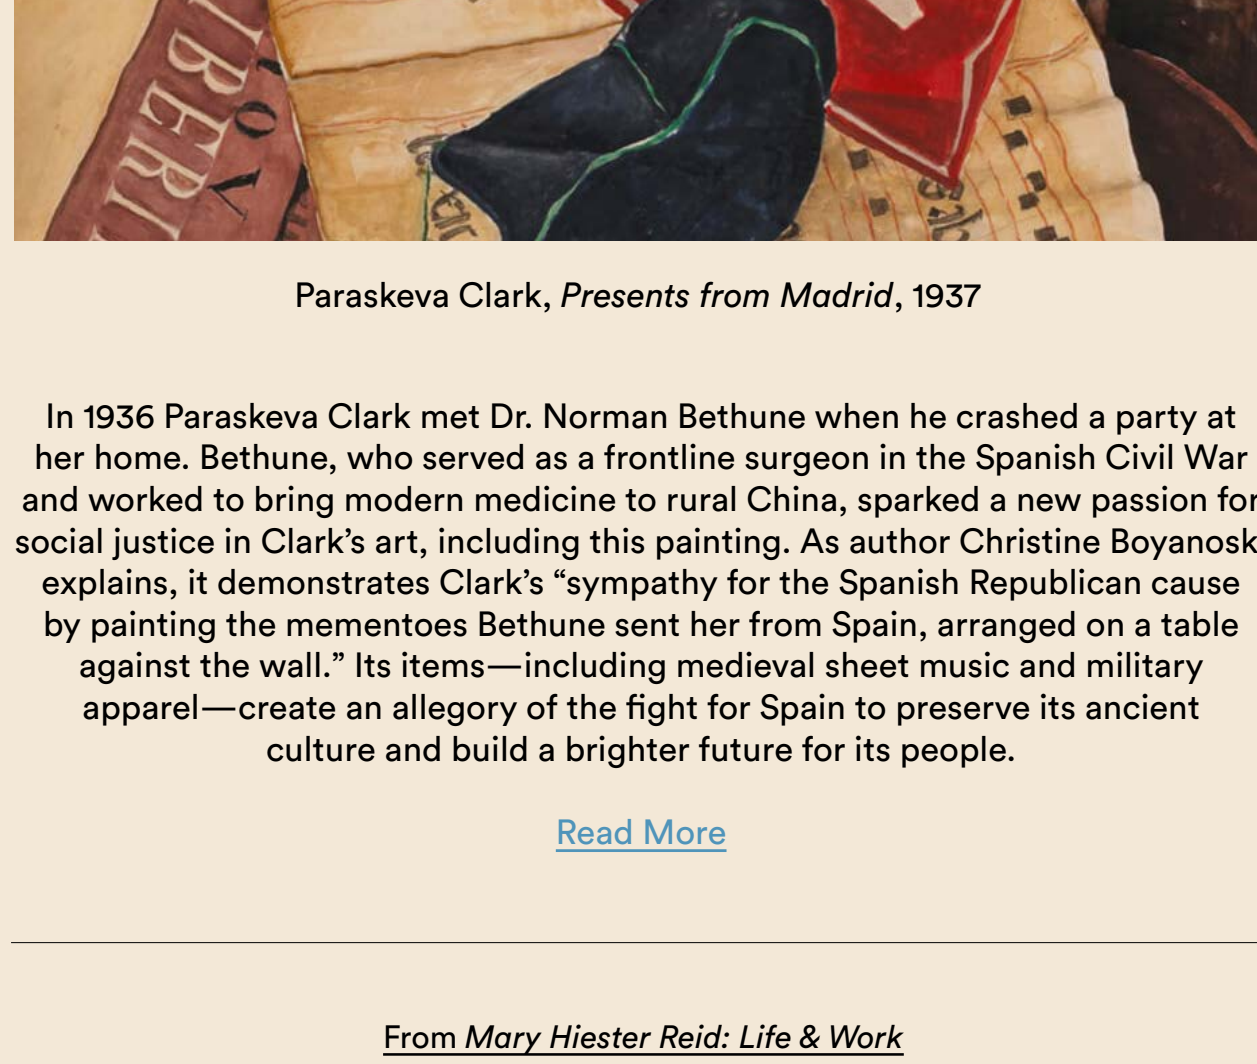 Paraskeva Clark, Presents from Madrid, 1937
In 1936 Paraskeva Clark met Dr. Norman Bethune when he crashed a party at
her home. Bethune, who served as a frontline surgeon in the Spanish Civil War
and worked to bring modern medicine to rural China, sparked a new passion for
social justice in Clark’s art, including this painting. As author Christine Boyanosk
explains, it demonstrates Clark’s “sympathy for the Spanish Republican cause
by painting the mementoes Bethune sent her from Spain, arranged on a table
against the wall.” Its items—including medieval sheet music and military
apparel—create an allegory of the fight for Spain to preserve its ancient
culture and build a brighter future for its people.
Read More
From Mary Hiester Reid: Life & Work